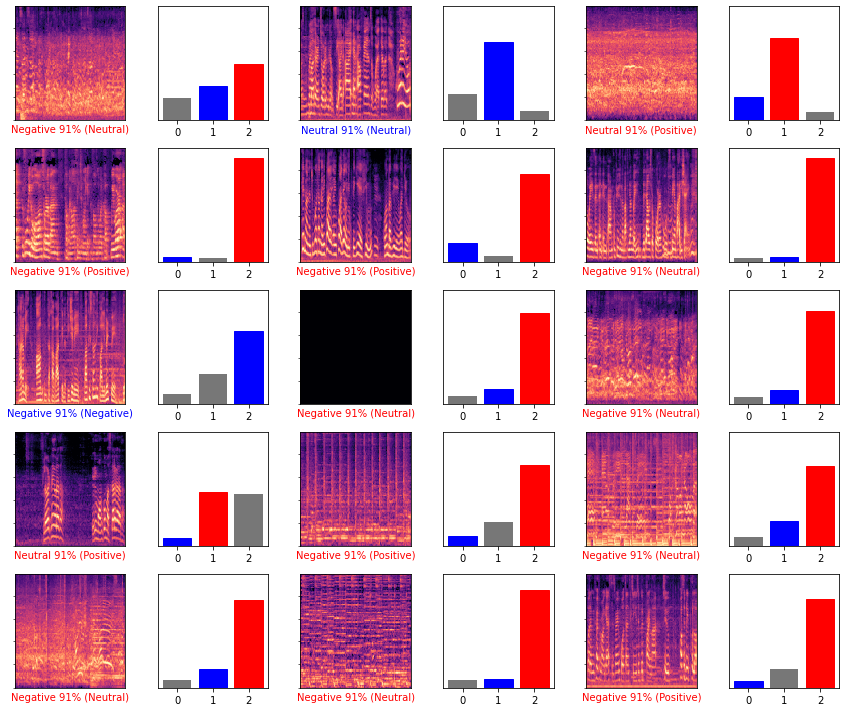 0 1 2
0 1 2
0 1 2
Negative 91% (Neutral)
Neutral 91% (Neutral)
Neutral 91% (Positive)
0 1 2
0 1 2
0 1 2
Negative 91% (Positive)
Negative 91% (Positive)
Negative 91% (Neutral)
0 1 2
0 1 2
0 1 2
Negative 91% (Negative)
Negative 91% (Neutral)
Negative 91% (Neutral)
0 1 2
0 1 2
0 1 2
Neutral 91% (Positive)
Negative 91% (Positive)
Negative 91% (Neutral)
0 1 2
0 1 2
0 1 2
Negative 91% (Neutral)
Negative 91% (Neutral)
Negative 91% (Positive)